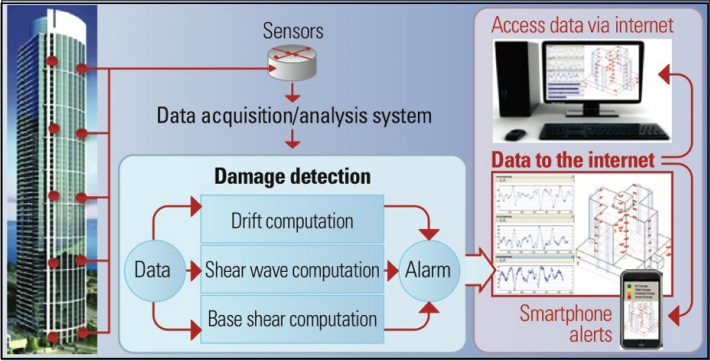 Sensors
Data acquisition/analysis system
Damage detection
Data
Drift computation
Shear wave computation
Base shear computation
Alarm
Access data via internet
Data to the internet
Smartphone
alerts